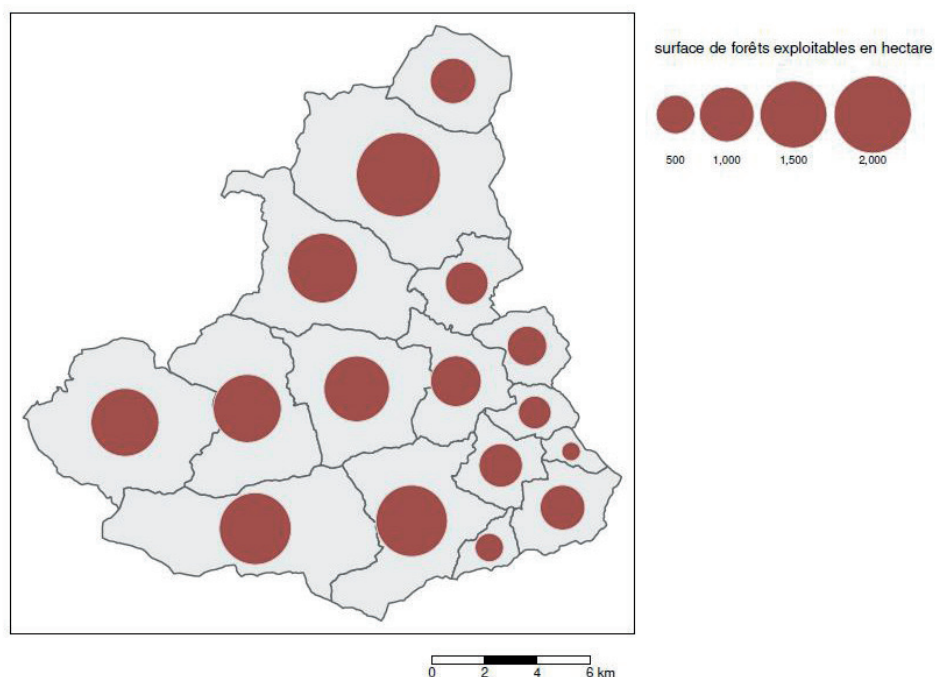 surface de forêts exploitables en hectare
500 1,000 1,500 2,000
0 2 4 6 km